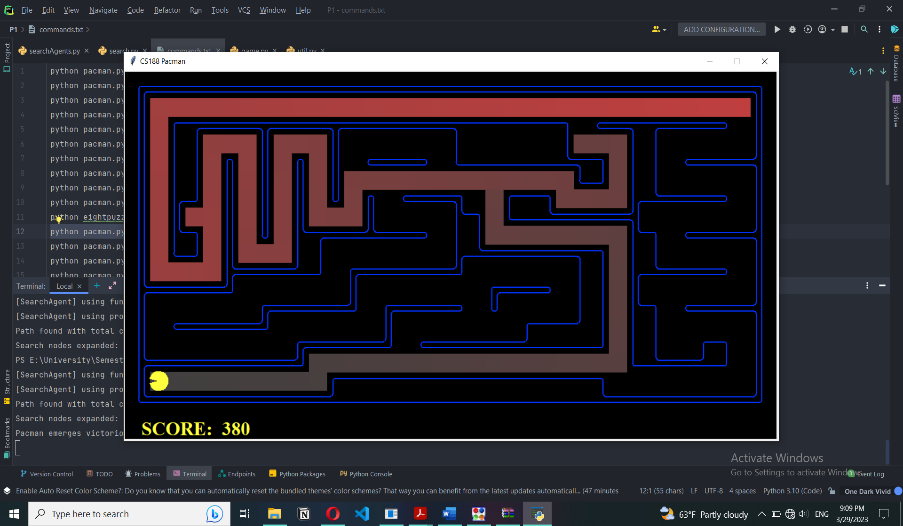 File Edit View Navigate Code Refactor Run Tools VCS Window Help P1 - commands.txt
P1 commands.txt ADD CONFIGURATION...
searchAgents.py search.py commands.txt game.py util.py
CS188 Pacman
Project
Database
SciView
1 python pacman.py
2 python pacman.py
3 python pacman.py
4 python pacman.py
5 python pacman.py
6 python pacman.py
7 python pacman.py
8 python pacman.py
9 python pacman.py
10 python pacman.py
11 python eightpuzz
12 python pacman.py
13 python pacman.py
14 python pacman.py
15 python pacman.py
1
Terminal: Local
[SearchAgent] using fun
[SearchAgent] using pro
Path found with total c
Search nodes expanded:
PS E:\University\Semest
[SearchAgent] using fun
[SearchAgent] using pro
Path found with total c
Search nodes expanded:
Pacman emerges victorio
Structure
Bookmarks
SCORE: 380
Activate Windows
Go to Settings to activate Windows.
Version Control TODO Problems Terminal Endpoints Python Packages Python Console Event Log
Enable Auto Reset Color Scheme?: Do you know that you can automatically reset the bundled themes' color schemes? That way you can benefit from the latest updates automaticall... (47 minutes 12:1 (55 chars) LF UTF-8 4 spaces Python 3.10 (Code) One Dark Vivid
Type here to search
63°F Partly cloudy
9:09 PM
3/29/2023